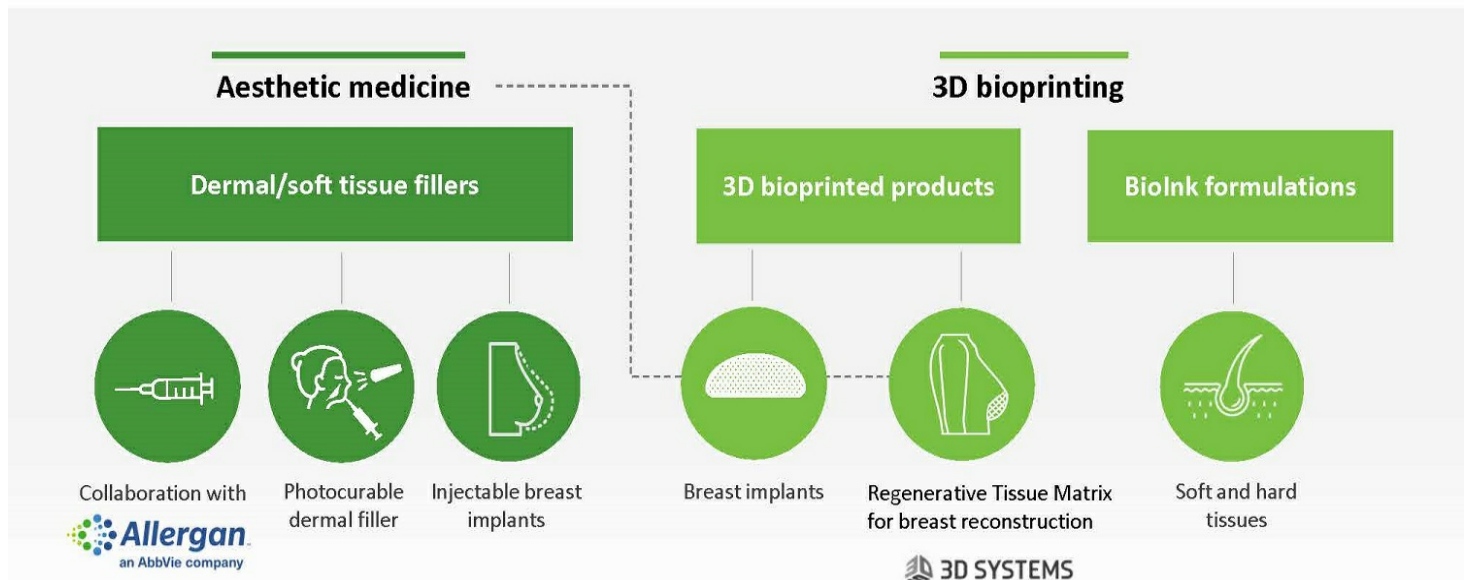 Aesthetic medicine
3D bioprinting
Dermal/soft tissue fillers
3D bioprinted products
BioInk formulations
Collaboration with
Allergan
an AbbVie company
Photocurable
dermal filler
Injectable breast
implants
Breast implants
Regenerative Tissue Matrix
for breast reconstruction
3D SYSTEMS
Soft and hard
tissues